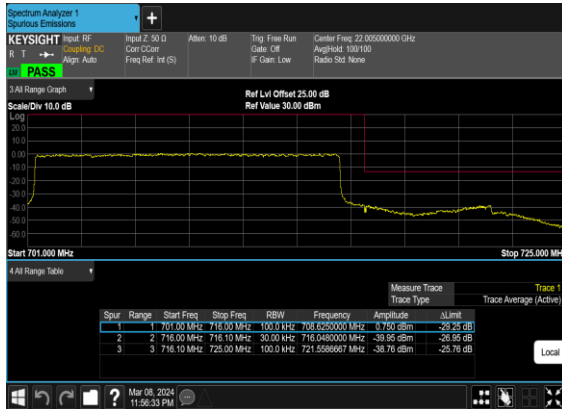 Spectrum Analyzer 1
Spurious Emissions
KEYSIGHT Input: RF Input Z: 50 Ω Atten: 10 dB Trig: Free Run Center Freq: 22.005000000 GHz
R T Coupling: DC Corr CCorr Gate: Off Avg|Hold: 100/100
Align: Auto Freq Ref: Int (S) IF Gain: Low Radio Std: None
LW PASS
3 All Range Graph Ref Lvl Offset 25.00 dB
Scale/Div 10.0 dB Ref Value 30.00 dBm
Log
20.0
10.0
0.00
-10.0
-20.0
-30.0
-40.0
-50.0
-60.0
Start 701.000 MHz Stop 725.000 MH
4 All Range Table
Measure Trace Trace 1
Trace Type Trace Average (Active)
Spur Range Start Freq Stop Freq RBW Frequency Amplitude ΔLimit
1 1 701.00 MHz 716.00 MHz 100.0 kHz 708.6250000 MHz 0.750 dBm -29.25 dB
2 2 716.00 MHz 716.10 MHz 30.00 kHz 716.0480000 MHz -39.95 dBm -26.95 dB
3 3 716.10 MHz 725.00 MHz 100.0 kHz 721.5586667 MHz -38.76 dBm -25.76 dB
Local
? Mar 08, 2024
11:56:33 PM